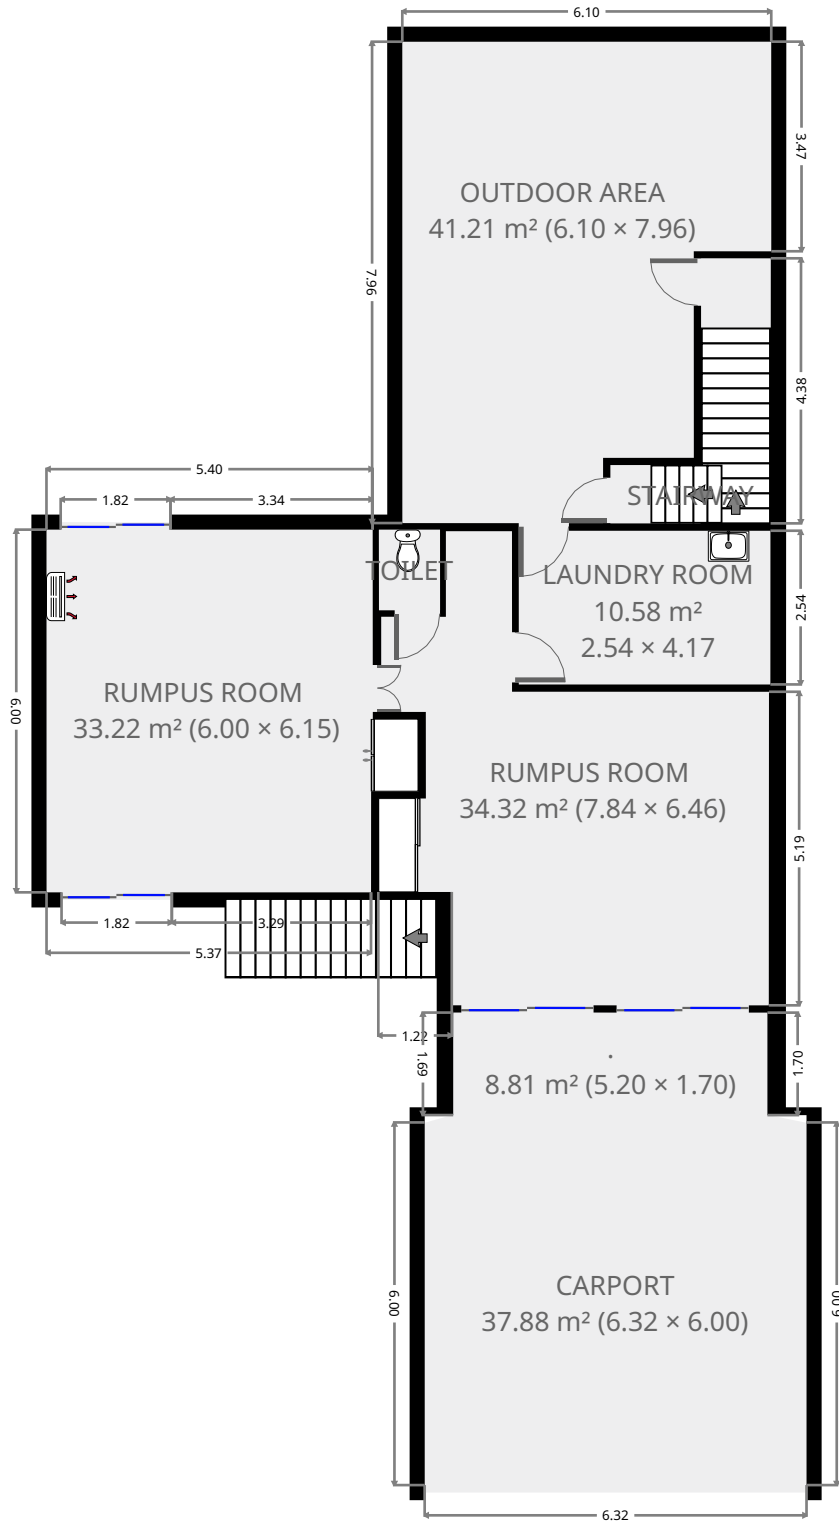 6.10
3.47
OUTDOOR AREA
41.21 m² (6.10 × 7.96)
7.96
4.38
5.40
1.82
3.34
STAIRWAY
TOILET
LAUNDRY ROOM
10.58 m²
2.54 × 4.17
2.54
6.00
RUMPUS ROOM
33.22 m² (6.00 × 6.15)
RUMPUS ROOM
34.32 m² (7.84 × 6.46)
5.19
1.82
3.29
5.37
1.22
1.69
.
8.81 m² (5.20 × 1.70)
1.70
CARPORT
37.88 m² (6.32 × 6.00)
6.00
6.00
6.32